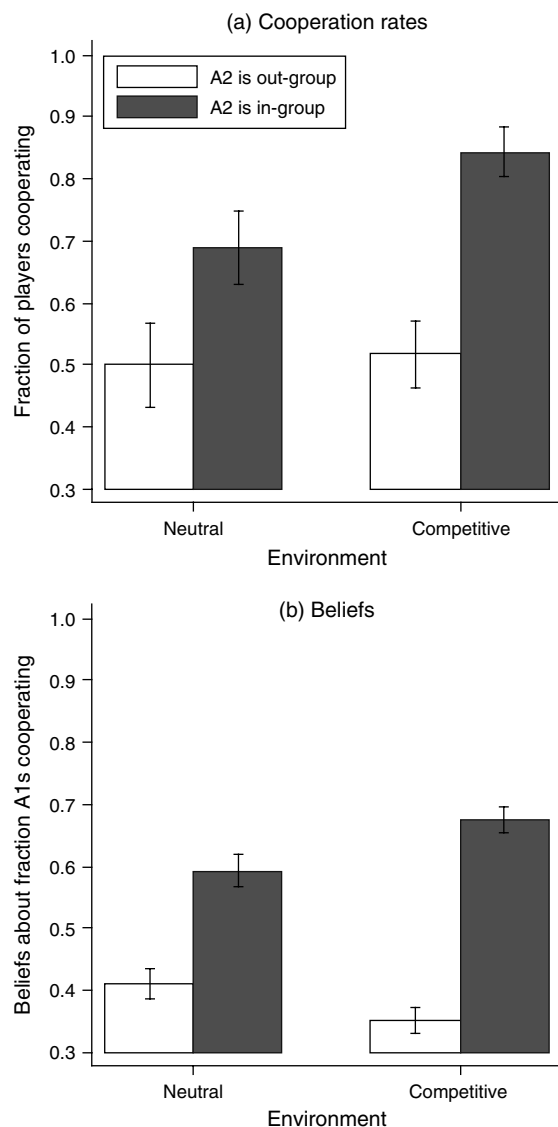 (a) Cooperation rates
1.0
0.9
0.8
0.7
0.6
0.5
0.4
0.3
Fraction of players cooperating
A2 is out-group
A2 is in-group
Neutral
Competitive
Environment
(b) Beliefs
1.0
0.9
0.8
0.7
0.6
0.5
0.4
0.3
Beliefs about fraction A1s cooperating
Neutral
Competitive
Environment